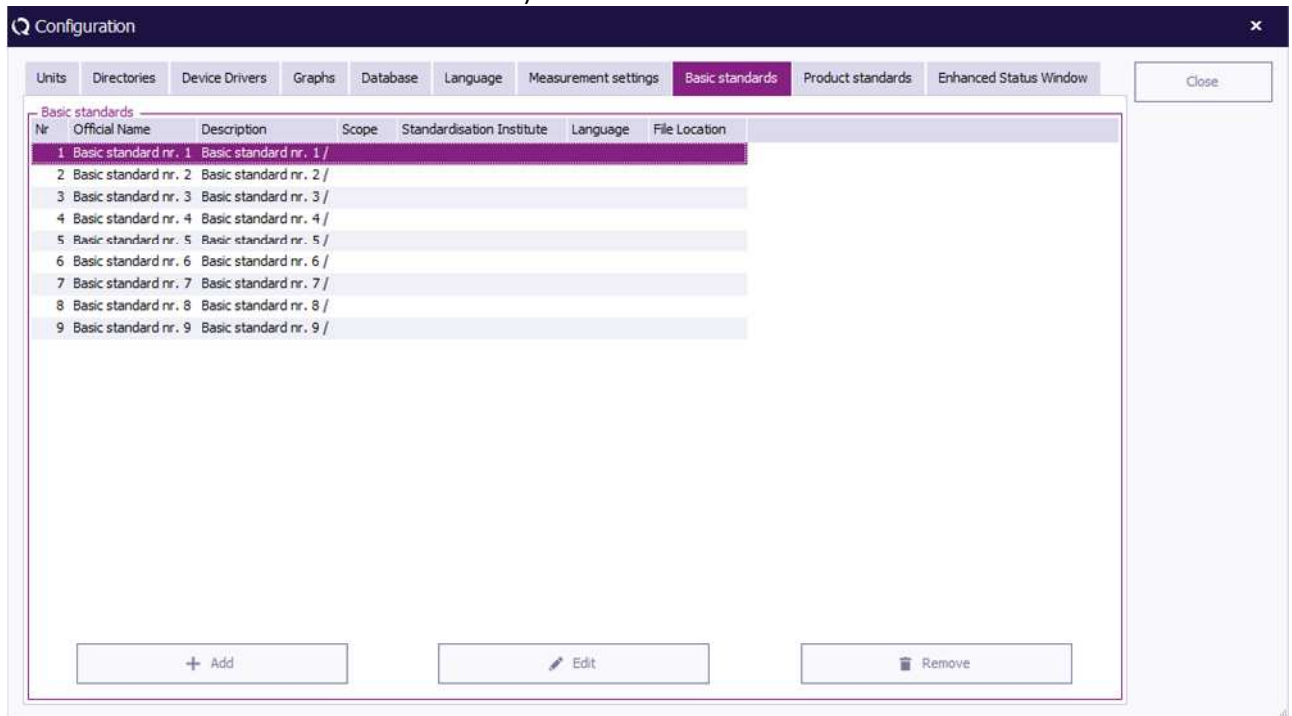 Configuration
Units Directories Device Drivers Graphs Database Language Measurement settings Basic standards Product standards Enhanced Status Window Close
Basic standards
Nr Official Name Description Scope Standardisation Institute Language File Location
1 Basic standard nr. 1 Basic standard nr. 1 /
2 Basic standard nr. 2 Basic standard nr. 2 /
3 Basic standard nr. 3 Basic standard nr. 3 /
4 Basic standard nr. 4 Basic standard nr. 4 /
5 Basic standard nr. 5 Basic standard nr. 5 /
6 Basic standard nr. 6 Basic standard nr. 6 /
7 Basic standard nr. 7 Basic standard nr. 7 /
8 Basic standard nr. 8 Basic standard nr. 8 /
9 Basic standard nr. 9 Basic standard nr. 9 /
+ Add Edit Remove